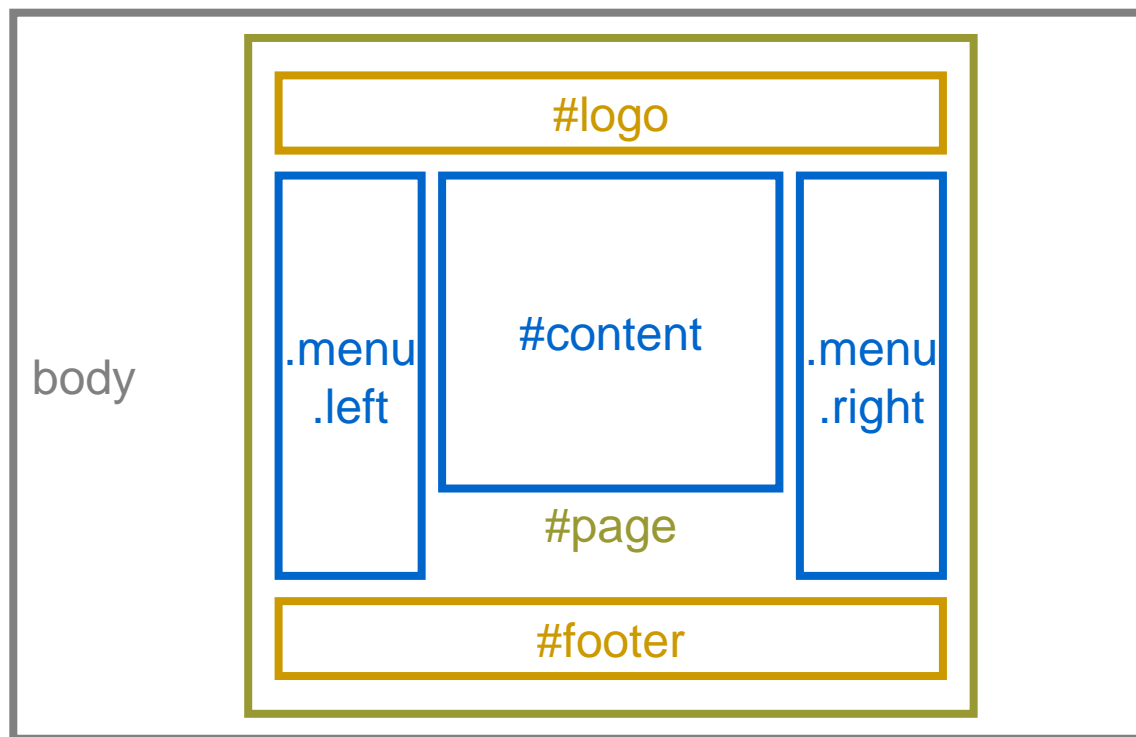 #logo
#content
.menu
.left
.menu
.right
body
#page
#footer